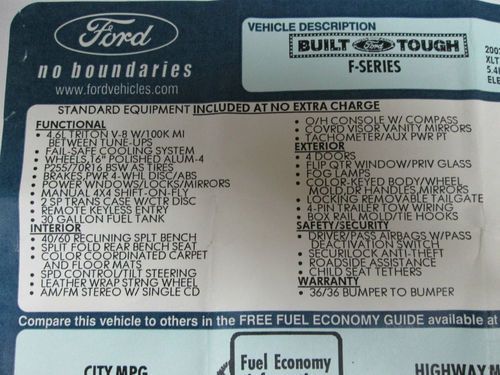 Ford
no boundaries
www.fordvehicles.com
VEHICLE DESCRIPTION
BUILT Ford TOUGH
F-SERIES
XLT
5.4
ELE
STANDARD EQUIPMENT INCLUDED AT NO EXTRA CHARGE
FUNCTIONAL
• 4.6L TRITON V-8 W/100K MI
BETWEEN TUNE-UPS
• FAIL-SAFE COOLING SYSTEM
• WHEELS,16" POLISHED ALUM-4
• P255/70R16 BSW AS TIRES
• BRAKES,PWR 4-WHL DISC/ABS
• POWER WINDOWS/LOCKS/MIRRORS
• MANUAL 4X4 SHIFT-ON-FLY
• 2 SP TRANS CASE W/CTR DISC
• REMOTE KEYLESS ENTRY
• 30 GALLON FUEL TANK
INTERIOR
• 40/60 RECLINING SPLT BENCH
• SPLIT FOLD REAR BENCH SEAT
• COLOR COORDINATED CARPET
AND FLOOR MATS
• SPD CONTROL/TILT STEERING
• LEATHER WRAP STRNG WHEEL
• AM/FM STEREO W/ SINGLE CD
• O/H CONSOLE W/ COMPASS
• COVRD VISOR VANITY MIRRORS
• TACHOMETER/AUX PWR PT
EXTERIOR
• 4 DOORS
• FLIP QTR WINDOW/PRIV GLASS
• FOG LAMPS
• COLOR-KEYED BODY/WHEEL
MOLD DR HANDLES MIRRORS
• LOCKING REMOVABLE TAILGATE
• 4-PIN TRAILER TOW WIRING
• BOX RAIL MOLD/TIE HOOKS
SAFETY/SECURITY
• DRIVER/PASS AIRBAGS W/PASS
DEACTIVATION SWITCH
• SECURILOCK ANTI-THEFT
• ROADSIDE ASSISTANCE
• CHILD SEAT TETHERS
WARRANTY
• 36/36 BUMPER TO BUMPER
Compare this vehicle to others in the FREE FUEL ECONOMY GUIDE available at
CITY MPG
Fuel Economy
HIGHWAY